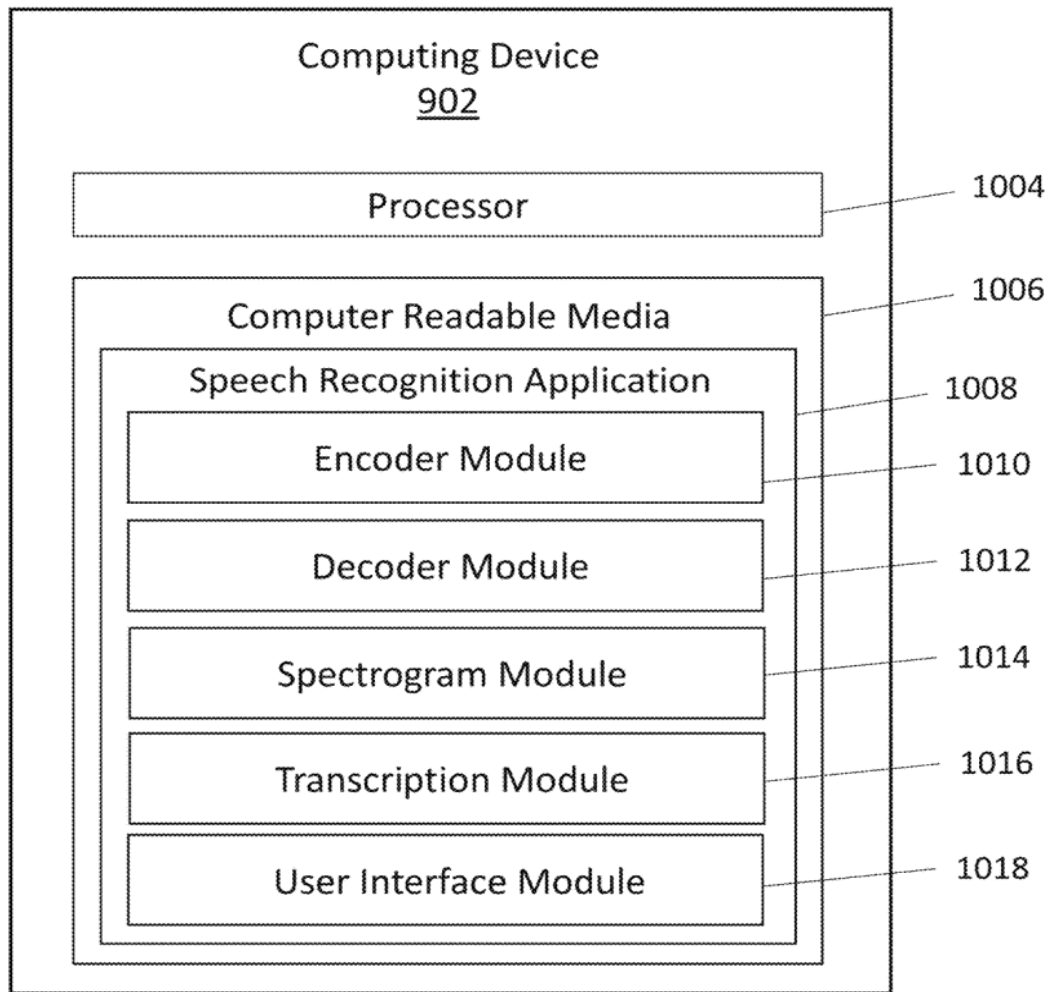 Computing Device
902
Processor
1004
Computer Readable Media
1006
Speech Recognition Application
1008
Encoder Module
1010
Decoder Module
1012
Spectrogram Module
1014
Transcription Module
1016
User Interface Module
1018